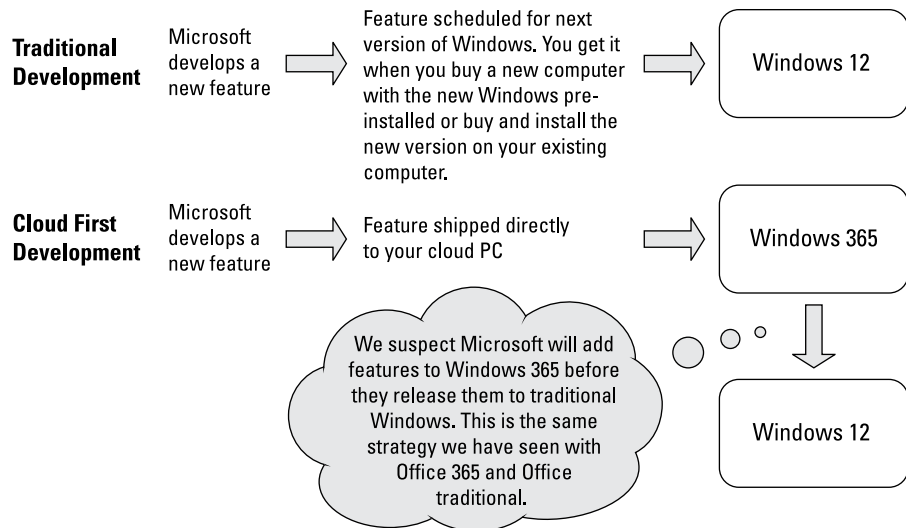 Traditional
Development
Microsoft
develops a
new feature
Feature scheduled for next
version of Windows. You get it
when you buy a new computer
with the new Windows pre-
installed or buy and install the
new version on your existing
computer.
Windows 12
Cloud First
Development
Microsoft
develops a
new feature
Feature shipped directly
to your cloud PC
Windows 365
We suspect Microsoft will add
features to Windows 365 before
they release them to traditional
Windows. This is the same
strategy we have seen with
Office 365 and Office
traditional.
Windows 12